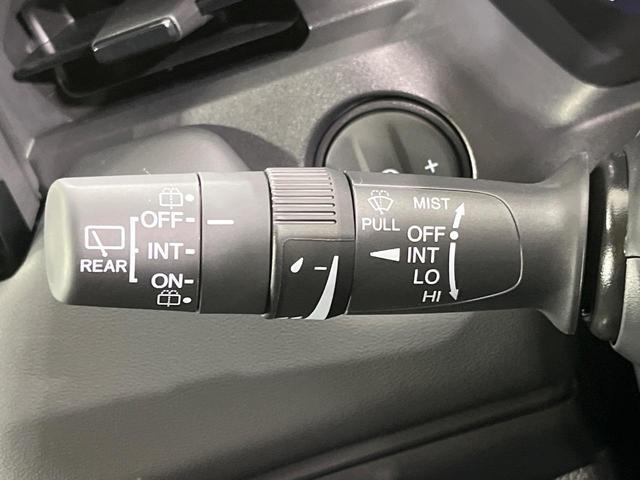 OFF
INT
ON
REAR
PULL
MIST
OFF
INT
LO
HI
+